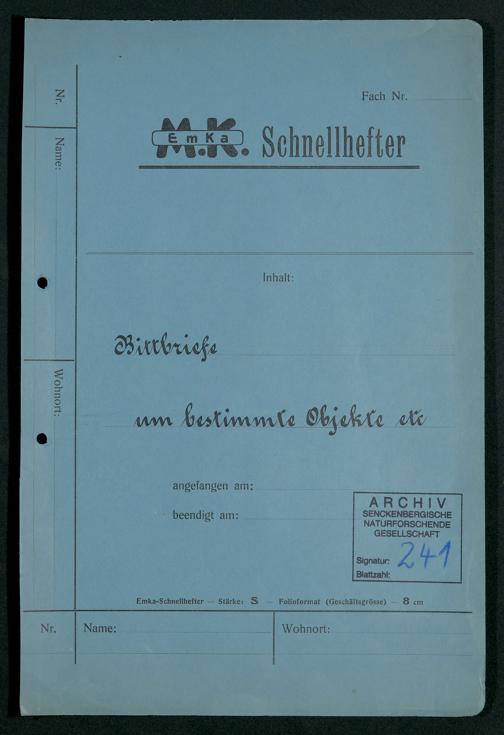 Fach Nr.
M.K. EmKa Schnellhefter
Inhalt:
Bittbriefe
um bestimmte Objekte etc
angefangen am:
beendigt am:
ARCHIV
SENCKENBERGISCHE
NATURFORSCHENDE
GESELLSCHAFT
Signatur: 241
Blattzahl:
Emka-Schnellhefter — Stärke: S — Folioformat (Geschäftsgrösse) — 8 cm
Nr. Name: Wohnort:
Nr.
Name:
Wohnort: